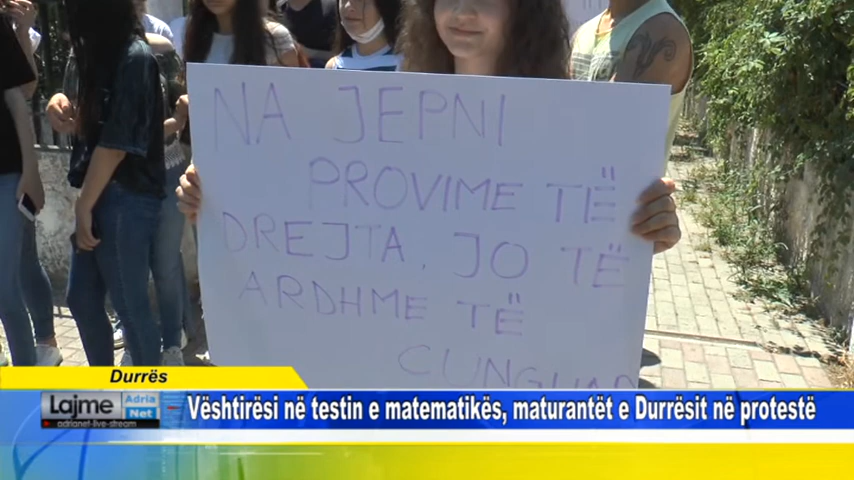 NA JEPNI
PROVIME TË
DREJTA, JO TË
ARDHME TË
CUNGUAR
Durrës
Lajme Adria Net
adrianet-live-stream
Vështirësi në testin e matematikës, maturantët e Durrësit në protestë